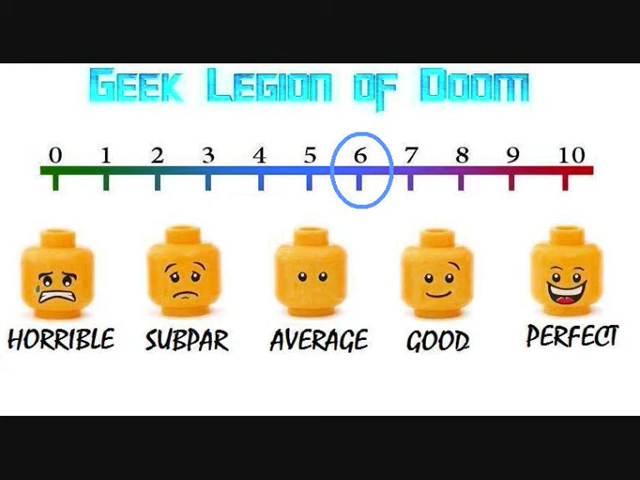 GEEK LEGION OF DOOM
0 1 2 3 4 5 6 7 8 9 10
HORRIBLE SUBPAR AVERAGE GOOD PERFECT